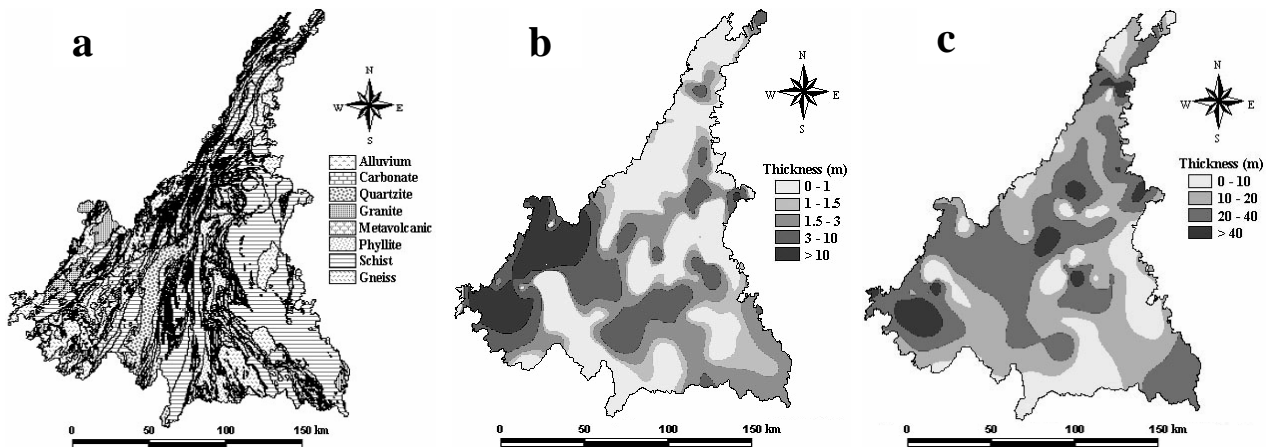 a
N
W E
S
Alluvium
Carbonate
Quartzite
Granite
Metavolcanic
Phyllite
Schist
Gneiss
0 50 100 150 km
b
N
W E
S
Thickness (m)
0 - 1
1 - 1.5
1.5 - 3
3 - 10
> 10
0 50 100 150 km
c
N
W E
S
Thickness (m)
0 - 10
10 - 20
20 - 40
> 40
0 50 100 150 km